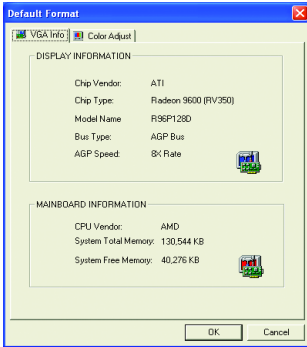 Default Format
VGA Info Color Adjust
DISPLAY INFORMATION
Chip Vendor: ATI
Chip Type: Radeon 9600 (RV350)
Model Name R96P128D
Bus Type: AGP Bus
AGP Speed: 8X Rate
MAINBOARD INFORMATION
CPU Vendor: AMD
System Total Memory: 130,544 KB
System Free Memory: 40,276 KB
OK Cancel